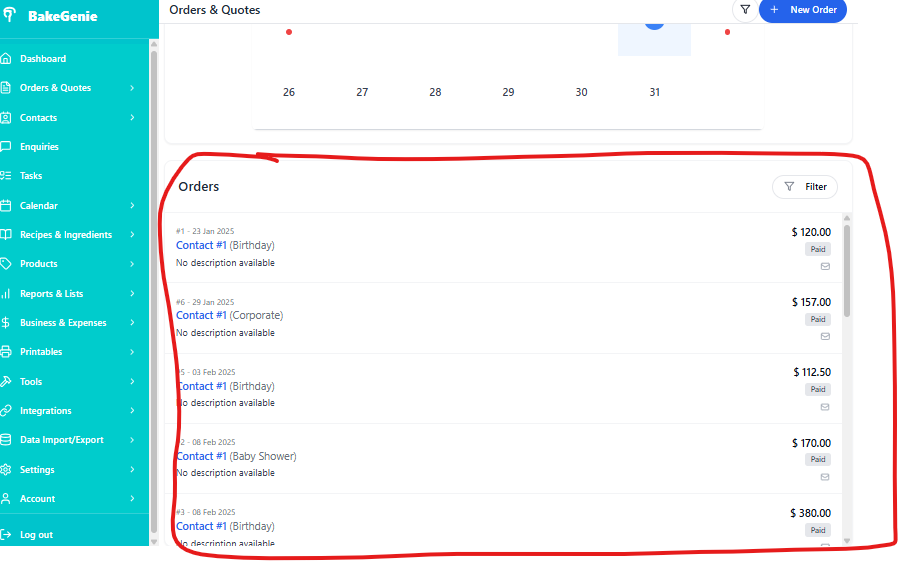 BakeGenie
Orders & Quotes
+ New Order
Dashboard
Orders & Quotes
Contacts
Enquiries
Tasks
Calendar
Recipes & Ingredients
Products
Reports & Lists
Business & Expenses
Printables
Tools
Integrations
Data Import/Export
Settings
Account
Log out
26 27 28 29 30 31
Orders
Filter
#1 - 23 Jan 2025
$ 120.00
Contact #1 (Birthday)
Paid
No description available
#6 - 29 Jan 2025
$ 157.00
Contact #1 (Corporate)
Paid
No description available
5 - 03 Feb 2025
$ 112.50
Contact #1 (Birthday)
Paid
No description available
2 - 08 Feb 2025
$ 170.00
Contact #1 (Baby Shower)
Paid
No description available
#3 - 08 Feb 2025
$ 380.00
Contact #1 (Birthday)
Paid
No description available